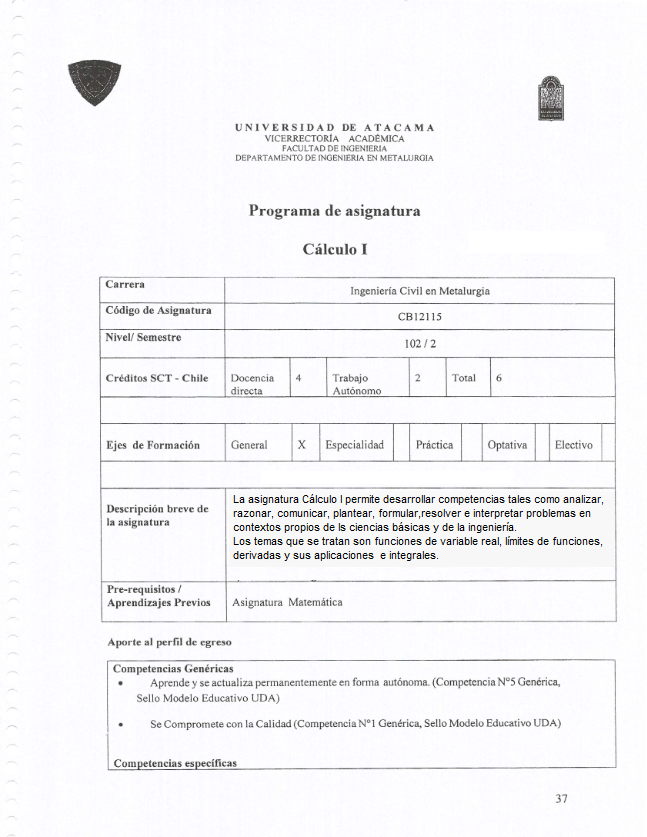 UNIVERSIDAD DE ATACAMA
VICERRECTORÍA ACADÉMICA
FACULTAD DE INGENIERIA
DEPARTAMENTO DE INGENIERIA EN METALURGIA
Programa de asignatura
Cálculo I
Carrera
Ingeniería Civil en Metalurgia
Código de Asignatura
CB12115
Nivel/ Semestre
102 / 2
Créditos SCT - Chile Docencia directa 4 Trabajo Autónomo 2 Total 6
Ejes de Formación General X Especialidad Práctica Optativa Electivo
Descripción breve de
la asignatura
La asignatura Cálculo I permite desarrollar competencias tales como analizar,
razonar, comunicar, plantear, formular,resolver e interpretar problemas en
contextos propios de ls ciencias básicas y de la ingeniería.
Los temas que se tratan son funciones de variable real, límites de funciones,
derivadas y sus aplicaciones e integrales.
Pre-requisitos /
Aprendizajes Previos Asignatura Matemática
Aporte al perfil de egreso
Competencias Genéricas
• Aprende y se actualiza permanentemente en forma autónoma. (Competencia N°5 Genérica,
Sello Modelo Educativo UDA)
• Se Compromete con la Calidad (Competencia N°1 Genérica, Sello Modelo Educativo UDA)
Competencias específicas
37